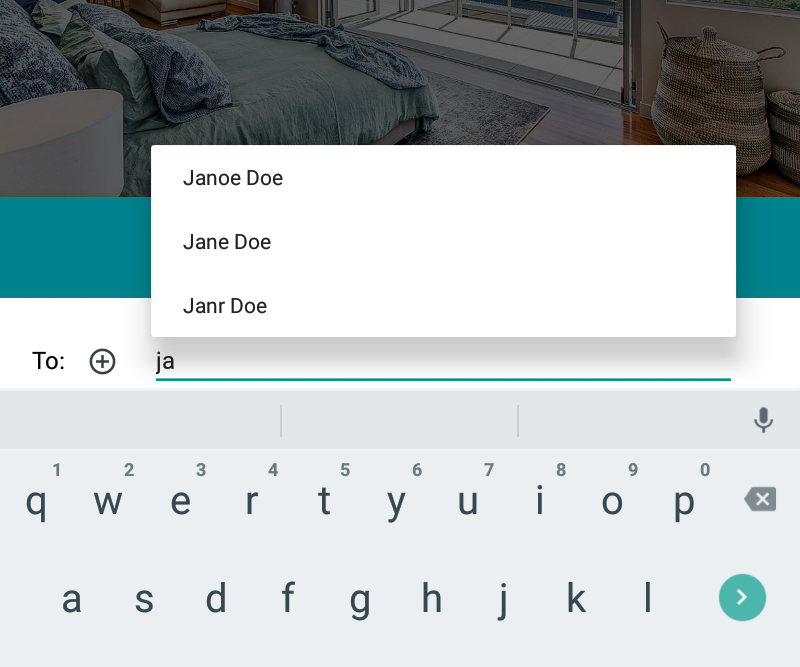 Janoe Doe
Jane Doe
Janr Doe
To: ja
1 2 3 4 5 6 7 8 9 0
q w e r t y u i o p
a s d f g h j k l